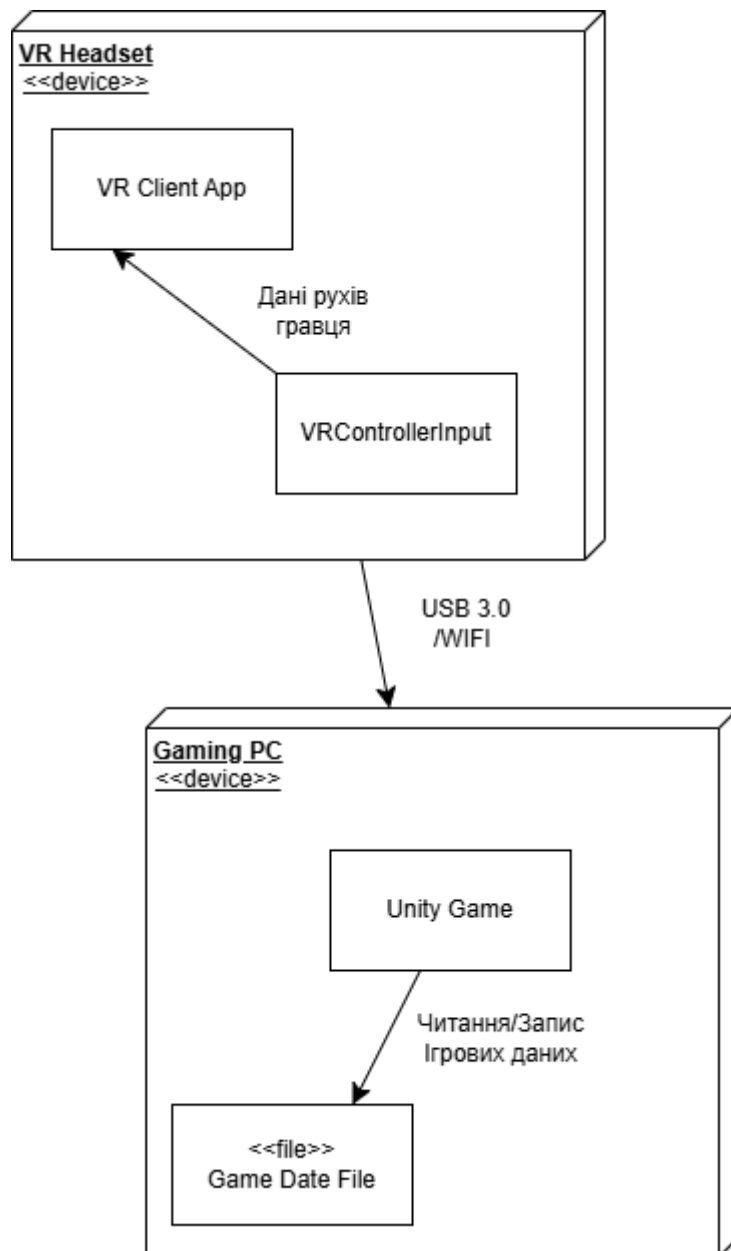 VR Headset
<<device>>
VR Client App
Дані рухів
гравця
VRControllerInput
USB 3.0
/WIFI
Gaming PC
<<device>>
Unity Game
Читання/Запис
Ігрових даних
<<file>>
Game Date File